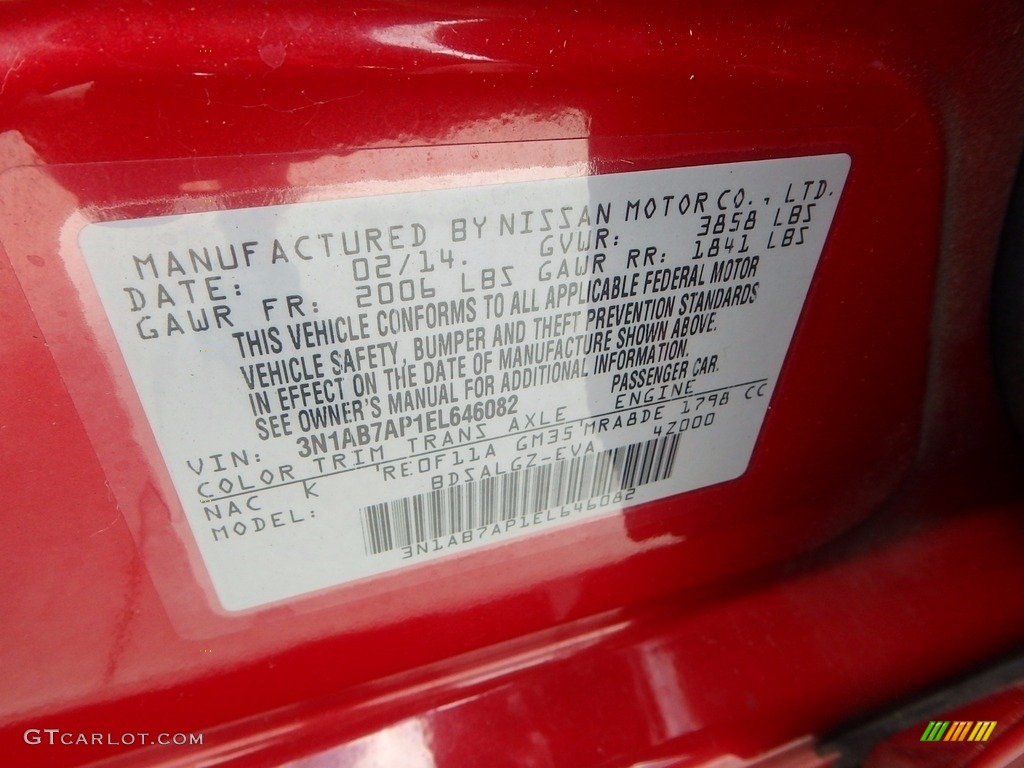 MANUFACTURED BY NISSAN MOTOR CO., LTD.
DATE: 02/14. GVWR: 3858 LBS
GAWR FR: 2006 LBS GAWR RR: 1841 LBS
THIS VEHICLE CONFORMS TO ALL APPLICABLE FEDERAL MOTOR
VEHICLE SAFETY, BUMPER AND THEFT PREVENTION STANDARDS
IN EFFECT ON THE DATE OF MANUFACTURE SHOWN ABOVE.
SEE OWNER'S MANUAL FOR ADDITIONAL INFORMATION.
VIN: 3N1AB7AP1EL646082 PASSENGER CAR.
COLOR TRIM TRANS AXLE ENGINE
NAC K RE0F11A GM35 MRA8DE 1798 CC
MODEL: BDSALGZ-EVA 4Z000
3N1AB7AP1EL646082
GTCARLOT.COM